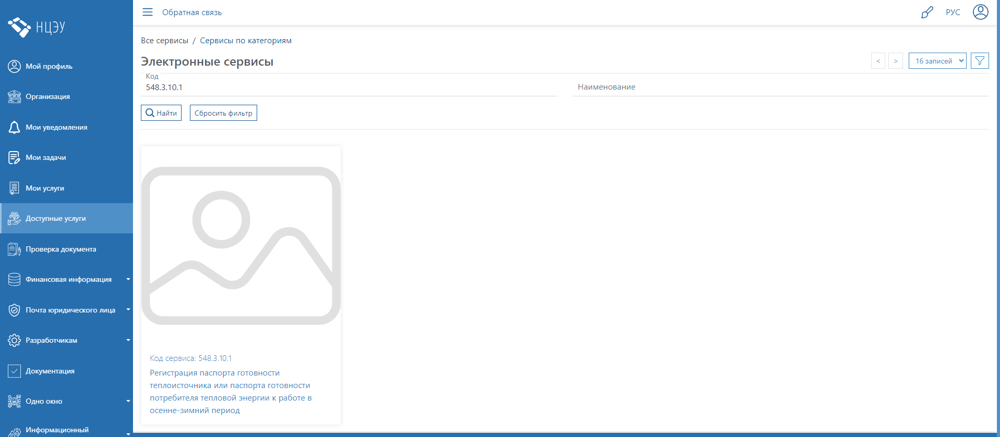 НЦЭУ
Обратная связь
РУС
Мой профиль
Организация
Мои уведомления
Мои задачи
Мои услуги
Доступные услуги
Проверка документа
Финансовая информация
Почта юридического лица
Разработчикам
Документация
Одно окно
Информационный
Все сервисы / Сервисы по категориям
Электронные сервисы
< > 16 записей
Код
548.3.10.1
Наименование
Найти
Сбросить фильтр
Код сервиса: 548.3.10.1
Регистрация паспорта готовности
теплоисточника или паспорта готовности
потребителя тепловой энергии к работе в
осенне-зимний период